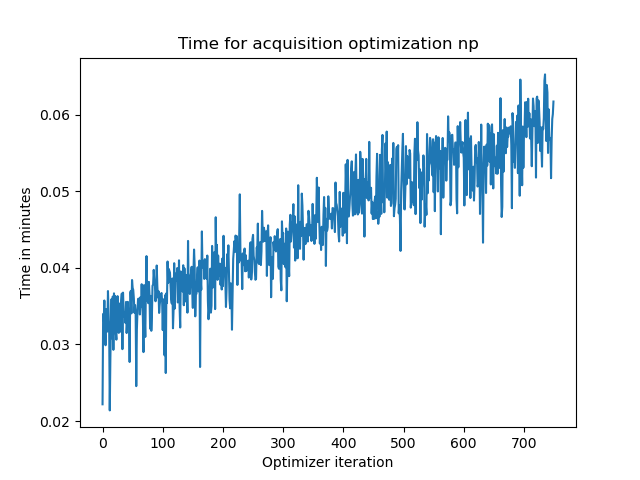 Time for acquisition optimization np
Time in minutes
0.06
0.05
0.04
0.03
0.02
0 100 200 300 400 500 600 700
Optimizer iteration